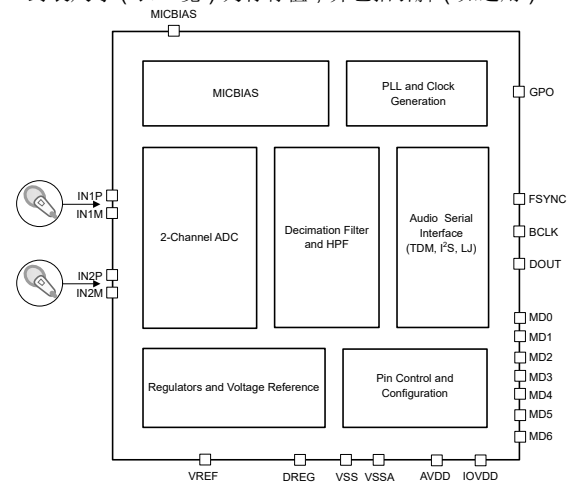 MICBIAS
MICBIAS
PLL and Clock
Generation
GPO
IN1P
IN1M
2-Channel ADC
Decimation Filter
and HPF
Audio Serial
Interface
(TDM, I²S, LJ)
FSYNC
BCLK
DOUT
IN2P
IN2M
MD0
MD1
MD2
MD3
MD4
MD5
MD6
Regulators and Voltage Reference
Pin Control and
Configuration
VREF
DREG
VSS
VSSA
AVDD
IOVDD